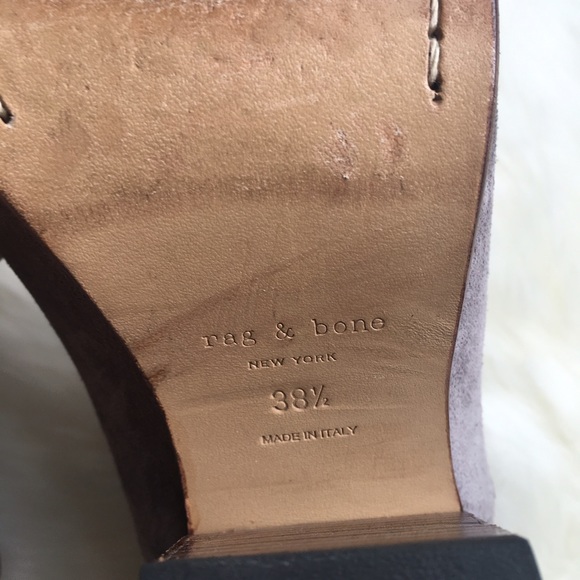 rag & bone
NEW YORK
38½
MADE IN ITALY